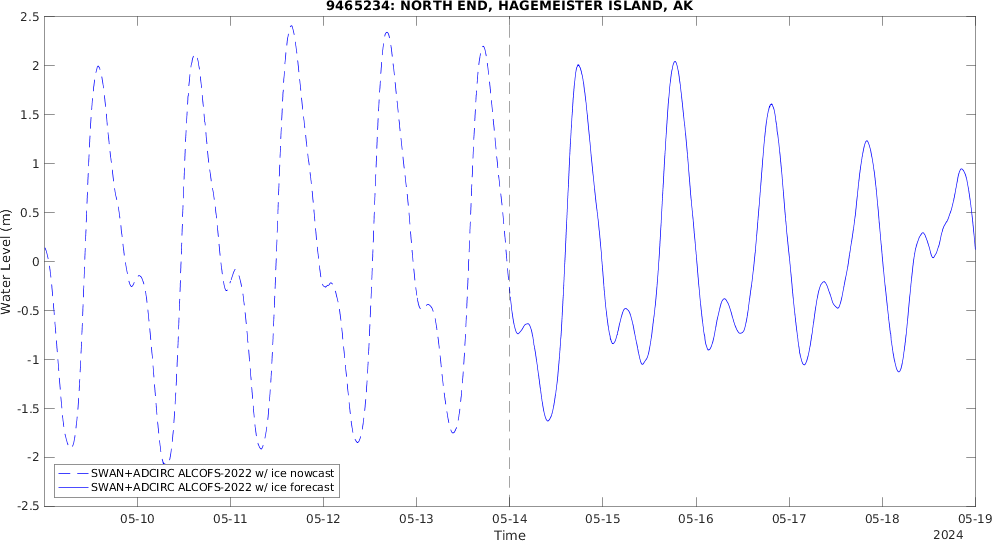 9465234: NORTH END, HAGEMEISTER ISLAND, AK
2.5
2
1.5
1
0.5
0
-0.5
-1
-1.5
-2
-2.5
Water Level (m)
SWAN+ADCIRC ALCOFS-2022 w/ ice nowcast
SWAN+ADCIRC ALCOFS-2022 w/ ice forecast
05-10 05-11 05-12 05-13 05-14 05-15 05-16 05-17 05-18 05-19
Time
2024